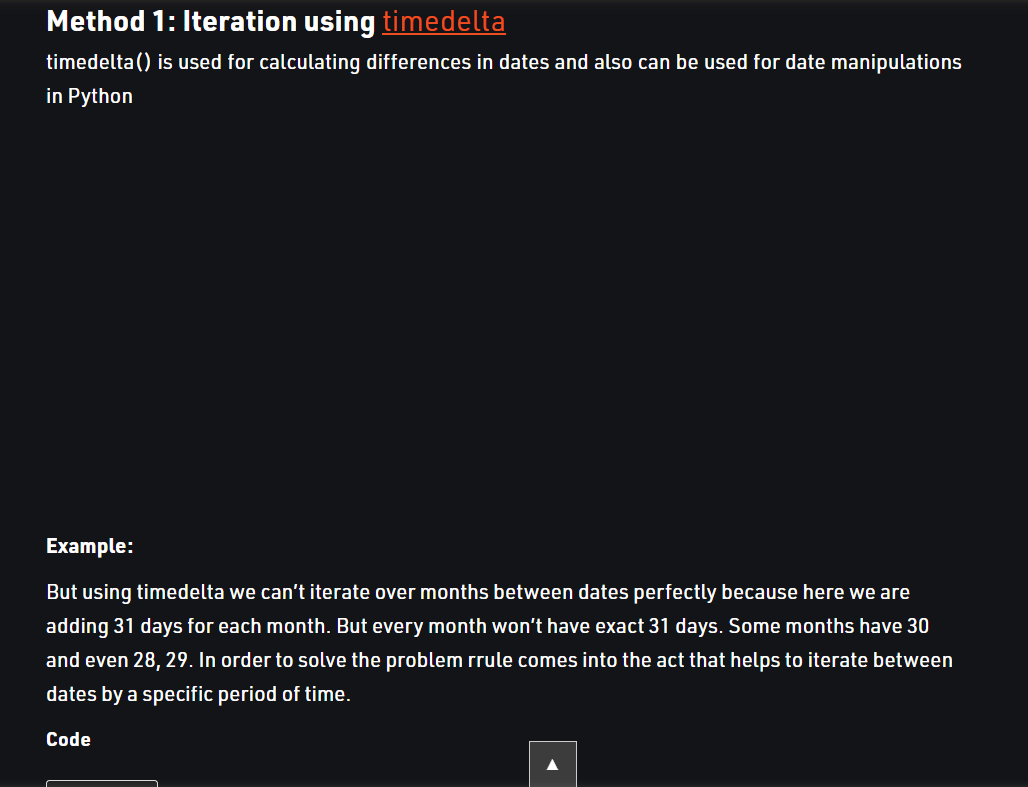 Method 1: Iteration using timedelta
timedelta() is used for calculating differences in dates and also can be used for date manipulations
in Python
Example:
But using timedelta we can't iterate over months between dates perfectly because here we are
adding 31 days for each month. But every month won't have exact 31 days. Some months have 30
and even 28, 29. In order to solve the problem rrule comes into the act that helps to iterate between
dates by a specific period of time.
Code